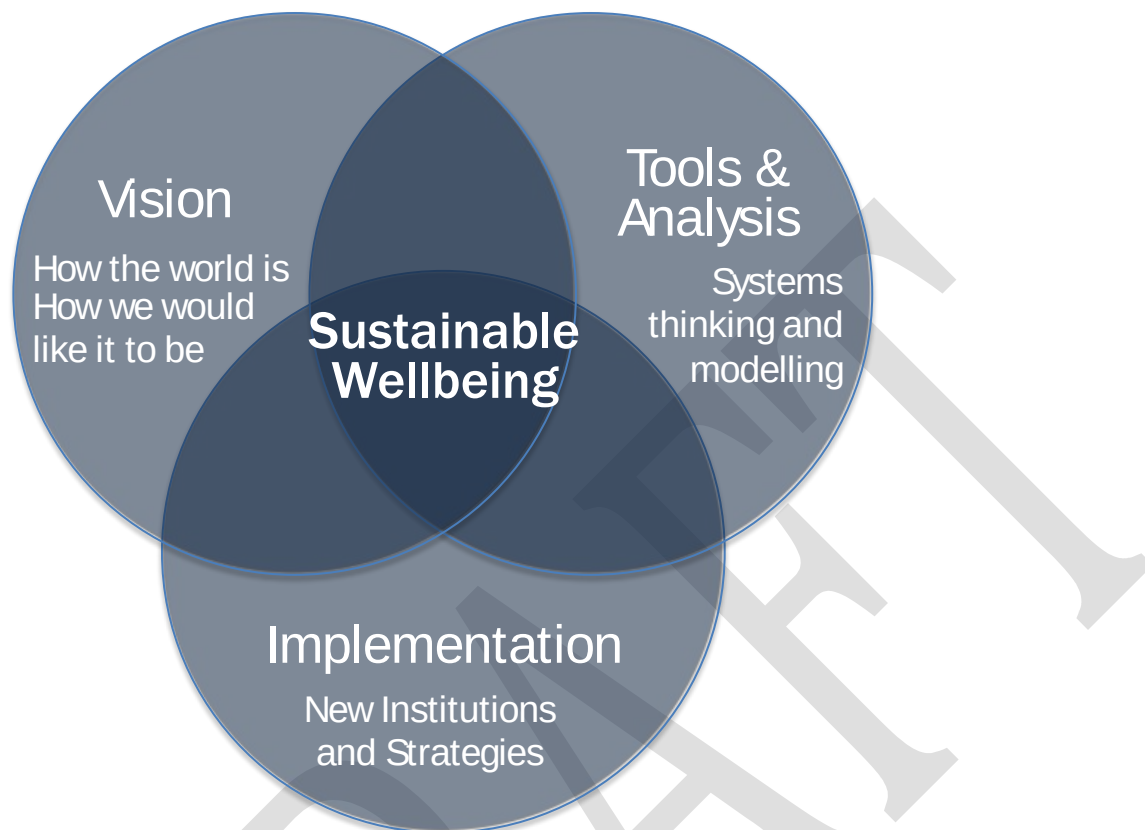 Vision
How the world is
How we would
like it to be
Tools &
Analysis
Systems
thinking and
modelling
Sustainable
Wellbeing
Implementation
New Institutions
and Strategies
DRAFT